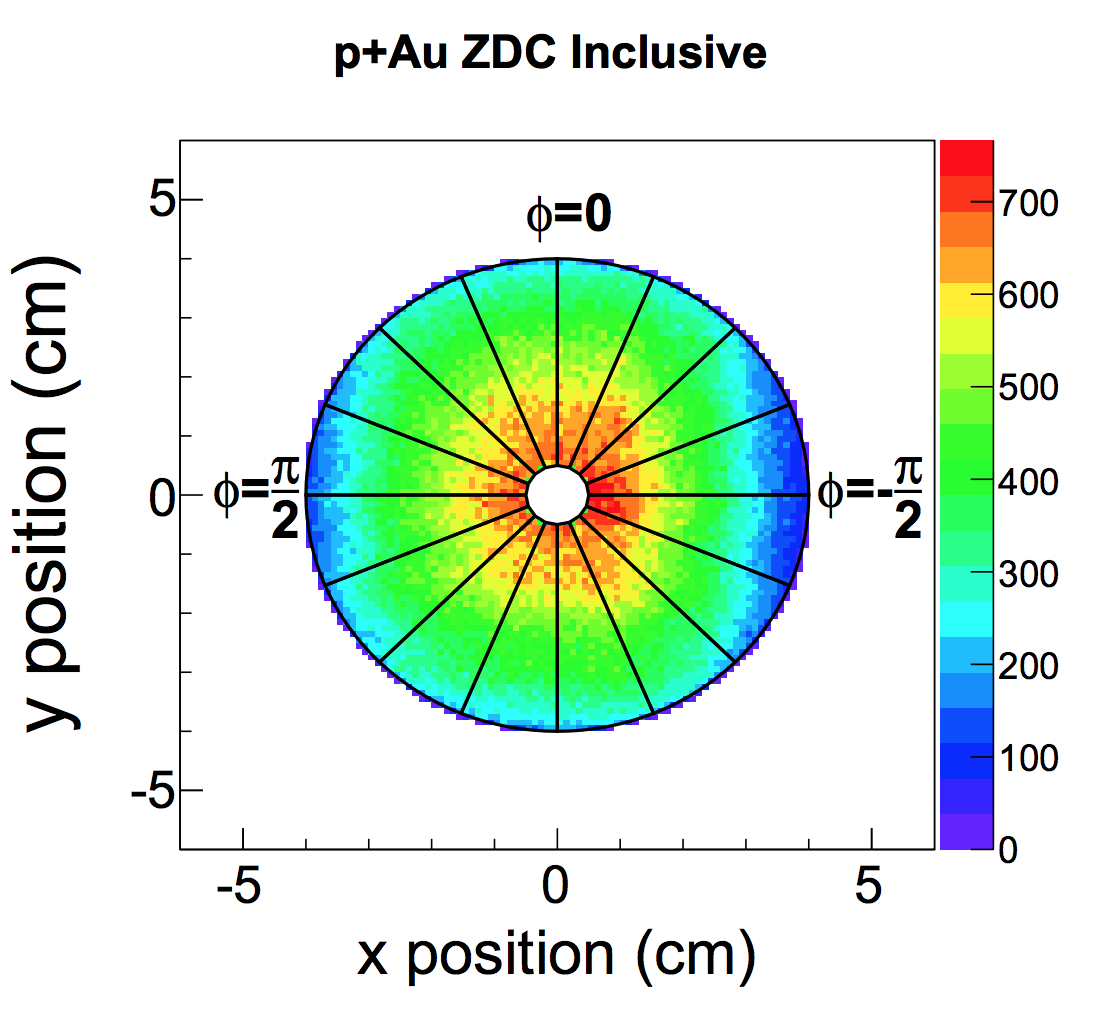 p+Au ZDC Inclusive
y position (cm)
5
0
-5
ϕ=0
ϕ=π/2
ϕ=-π/2
700
600
500
400
300
200
100
0
-5
0
5
x position (cm)